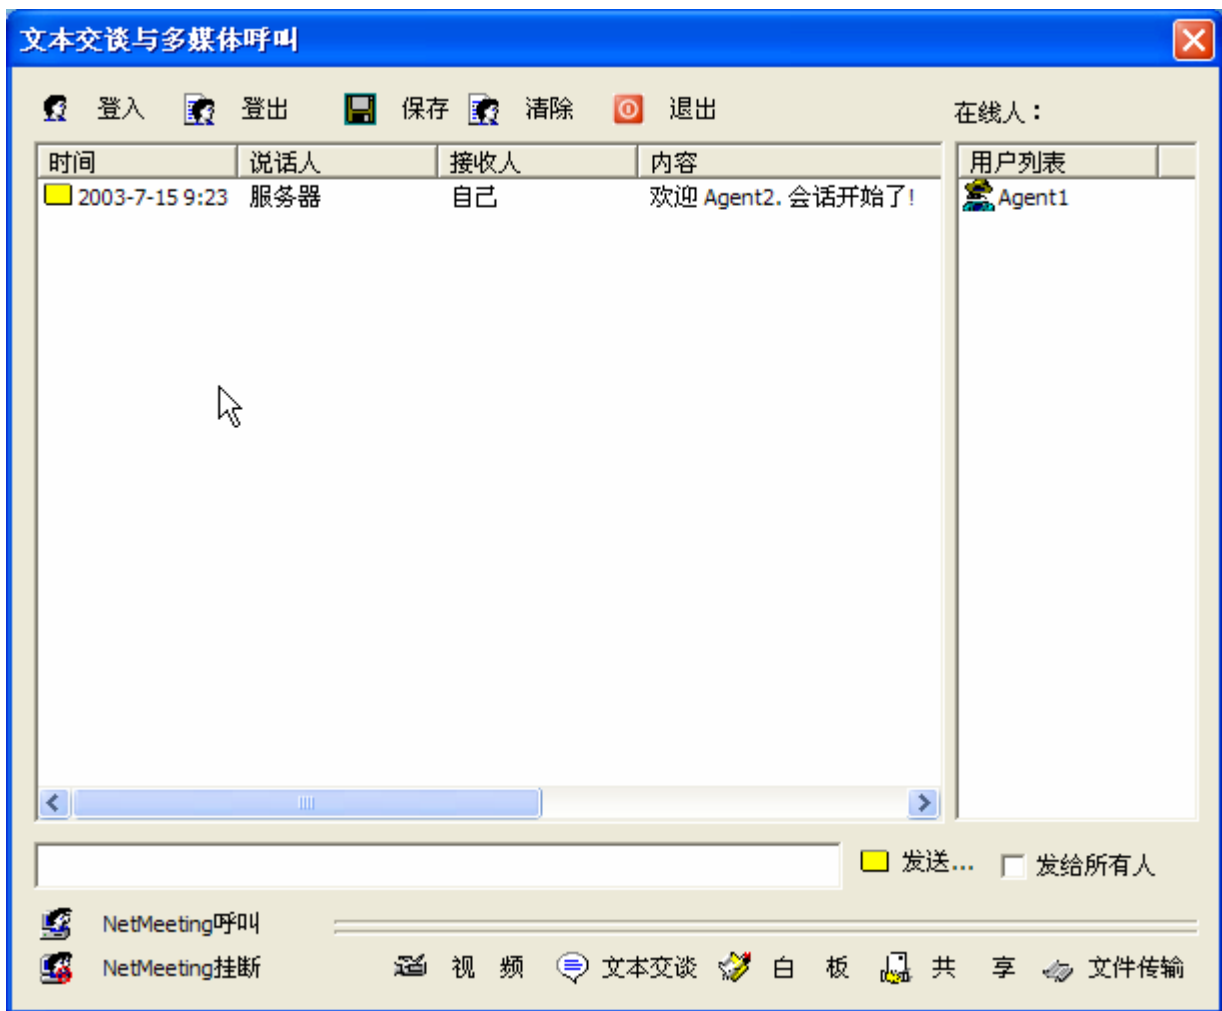 文本交谈与多媒体呼叫
登入 登出 保存 清除 退出 在线人：
时间 说话人 接收人 内容 用户列表
2003-7-15 9:23 服务器 自己 欢迎 Agent2. 会话开始了! Agent1
发送... 发给所有人
NetMeeting呼叫
NetMeeting挂断 视 频 文本交谈 白 板 共 享 文件传输